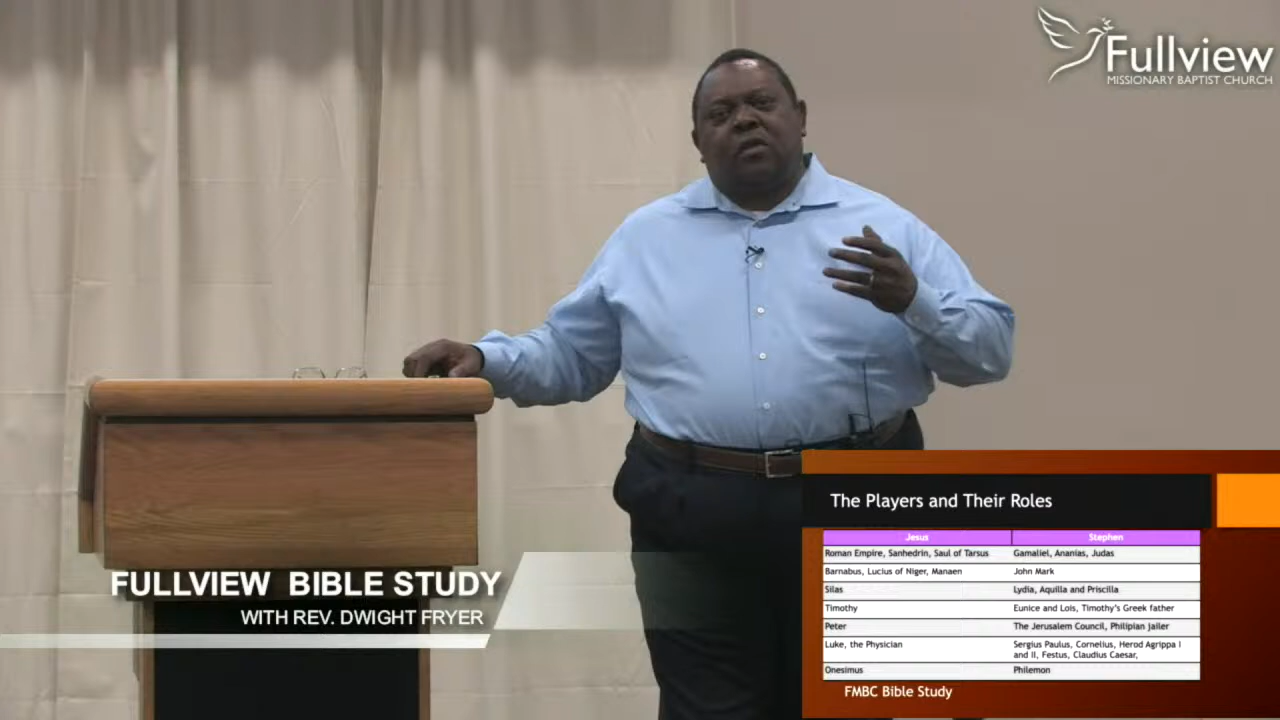 Fullview
MISSIONARY BAPTIST CHURCH
The Players and Their Roles
Jesus Stephen
Roman Empire, Sanhedrin, Saul of Tarsus Gamaliel, Ananias, Judas
Barnabus, Lucius of Niger, Manaen John Mark
Silas Lydia, Aquilla and Priscilla
Timothy Eunice and Lois, Timothy's Greek father
Peter The Jerusalem Council, Philipian jailer
Luke, the Physician Sergius Paulus, Cornelius, Herod Agrippa I
and II, Festus, Claudius Caesar,
Onesimus Philemon
FMBC Bible Study
FULLVIEW BIBLE STUDY
WITH REV. DWIGHT FRYER